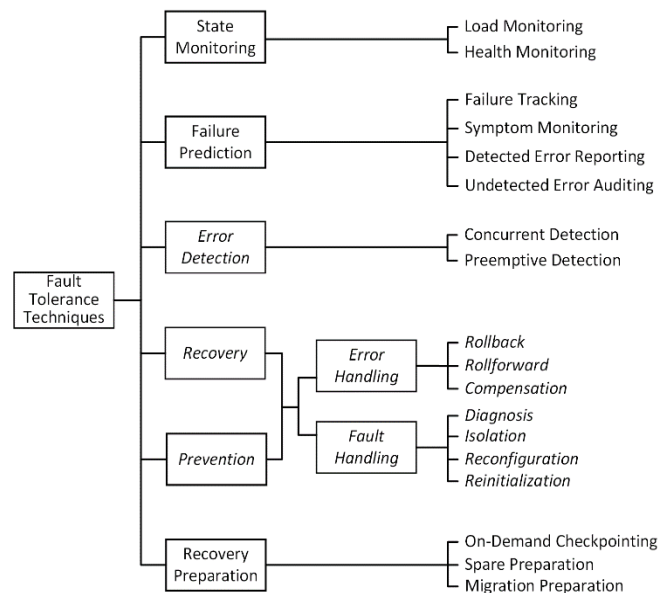 State
Monitoring
Load Monitoring
Health Monitoring
Failure
Prediction
Failure Tracking
Symptom Monitoring
Detected Error Reporting
Undetected Error Auditing
Error
Detection
Concurrent Detection
Preemptive Detection
Fault
Tolerance
Techniques
Recovery
Prevention
Error
Handling
Rollback
Rollforward
Compensation
Fault
Handling
Diagnosis
Isolation
Reconfiguration
Reinitialization
Recovery
Preparation
On-Demand Checkpointing
Spare Preparation
Migration Preparation